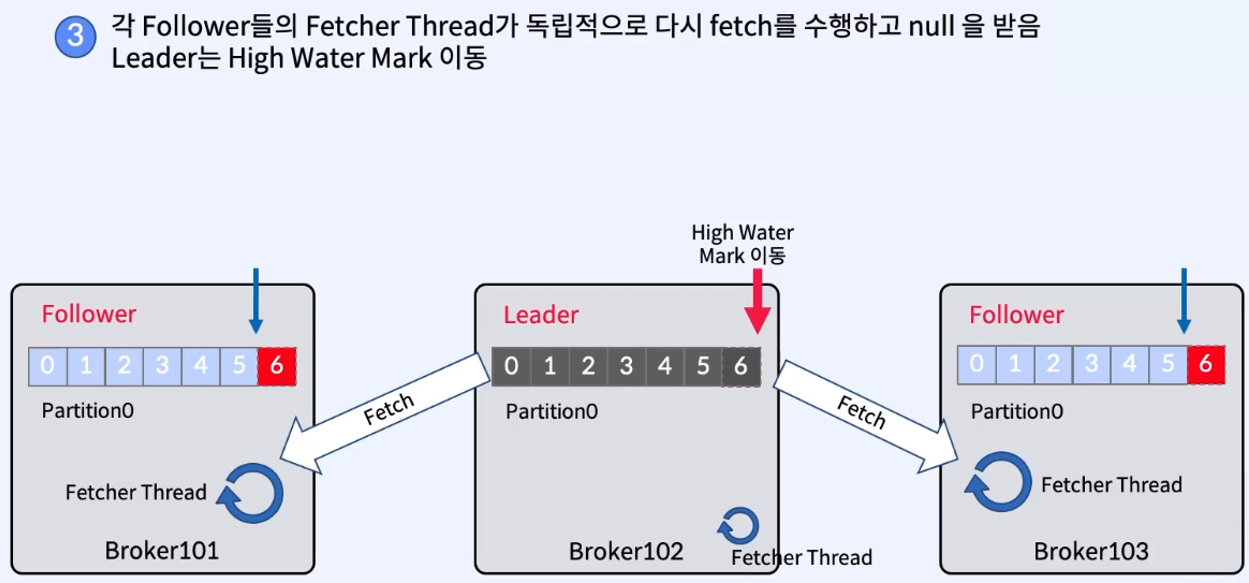 3
각 Follower들의 Fetcher Thread가 독립적으로 다시 fetch를 수행하고 null 을 받음
Leader는 High Water Mark 이동
High Water
Mark 이동
Follower
0 1 2 3 4 5 6
Partition0
Fetcher Thread
Broker101
Fetch
Leader
0 1 2 3 4 5 6
Partition0
Fetcher Thread
Broker102
Fetch
Follower
0 1 2 3 4 5 6
Partition0
Fetcher Thread
Broker103